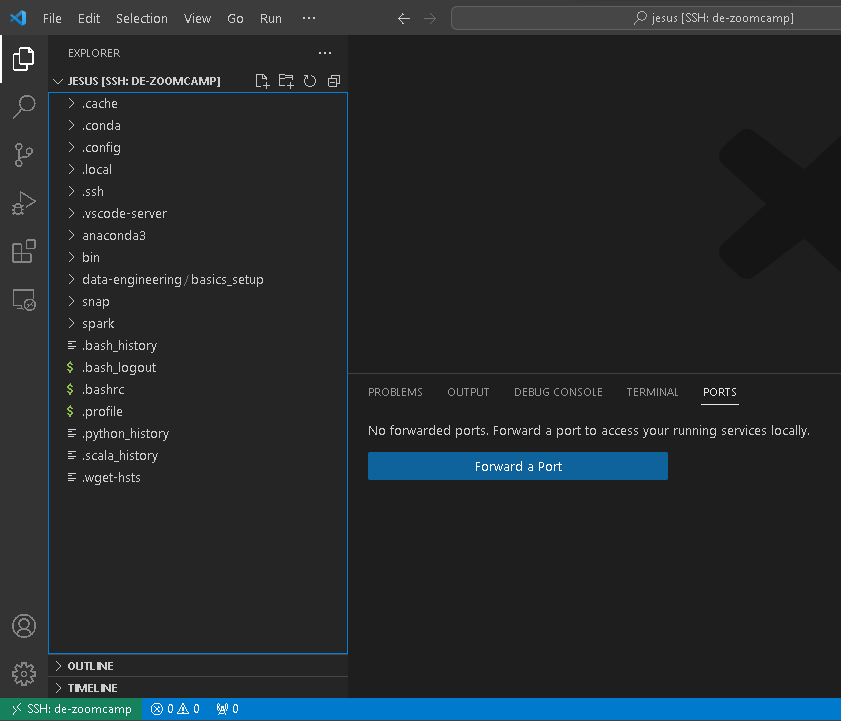 File Edit Selection View Go Run ···
jesus [SSH: de-zoomcamp]
EXPLORER
JESUS [SSH: DE-ZOOMCAMP]
.cache
.conda
.config
.local
.ssh
.vscode-server
anaconda3
bin
data-engineering / basics_setup
snap
spark
.bash_history
$ .bash_logout
$ .bashrc
$ .profile
.python_history
.scala_history
.wget-hsts
OUTLINE
TIMELINE
PROBLEMS OUTPUT DEBUG CONSOLE TERMINAL PORTS
No forwarded ports. Forward a port to access your running services locally.
Forward a Port
SSH: de-zoomcamp 0 0 0